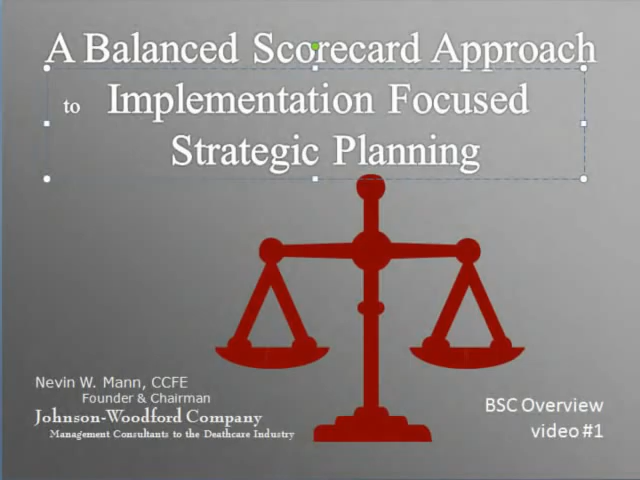 A Balanced Scorecard Approach
to Implementation Focused
Strategic Planning
Nevin W. Mann, CCFE
Founder & Chairman
Johnson-Woodford Company
Management Consultants to the Deathcare Industry
BSC Overview
video #1